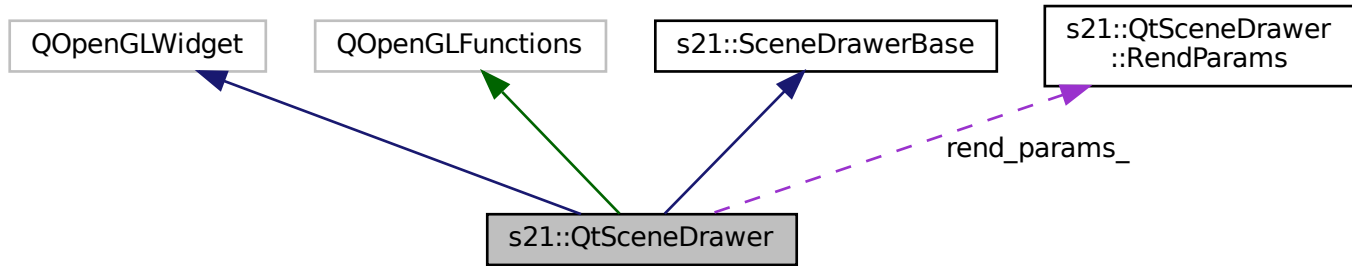 QOpenGLWidget
QOpenGLFunctions
s21::SceneDrawerBase
s21::QtSceneDrawer
::RendParams
rend_params_
s21::QtSceneDrawer